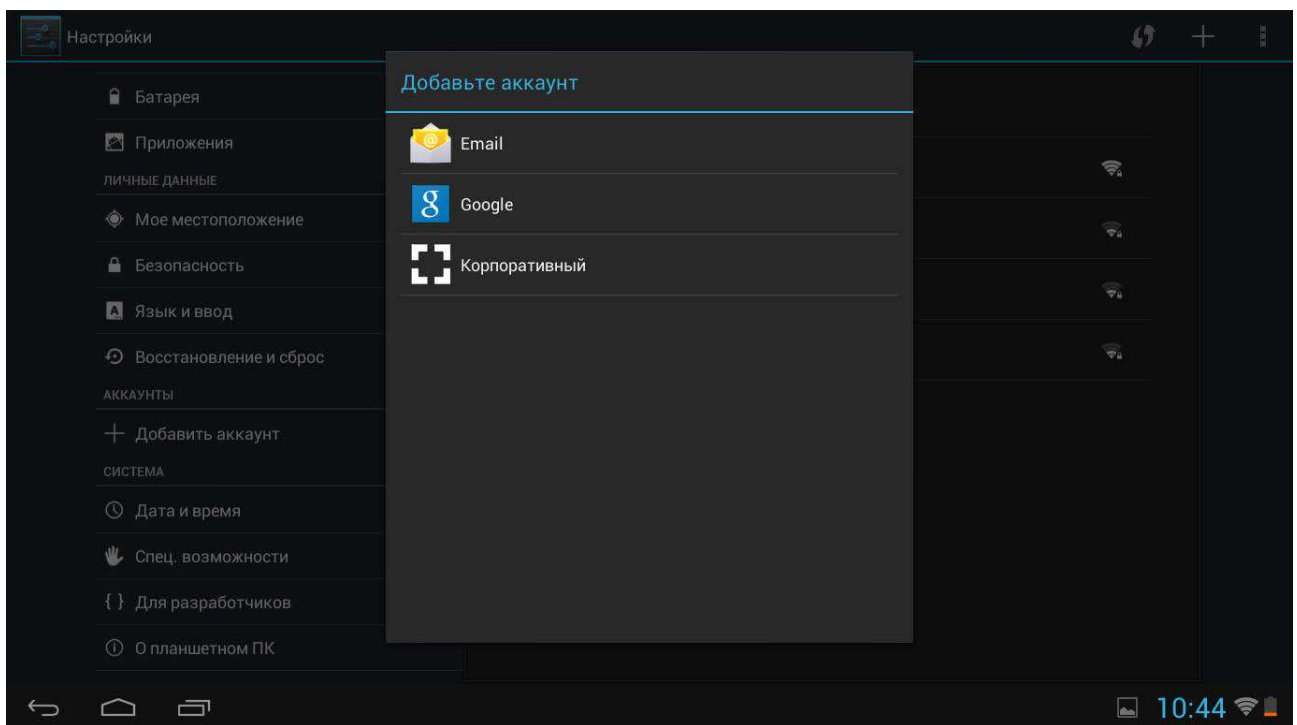 Настройки
Батарея
Приложения
ЛИЧНЫЕ ДАННЫЕ
Мое местоположение
Безопасность
Язык и ввод
Восстановление и сброс
АККАУНТЫ
Добавить аккаунт
СИСТЕМА
Дата и время
Спец. возможности
{ } Для разработчиков
О планшетном ПК
Добавьте аккаунт
Email
Google
Корпоративный
10:44